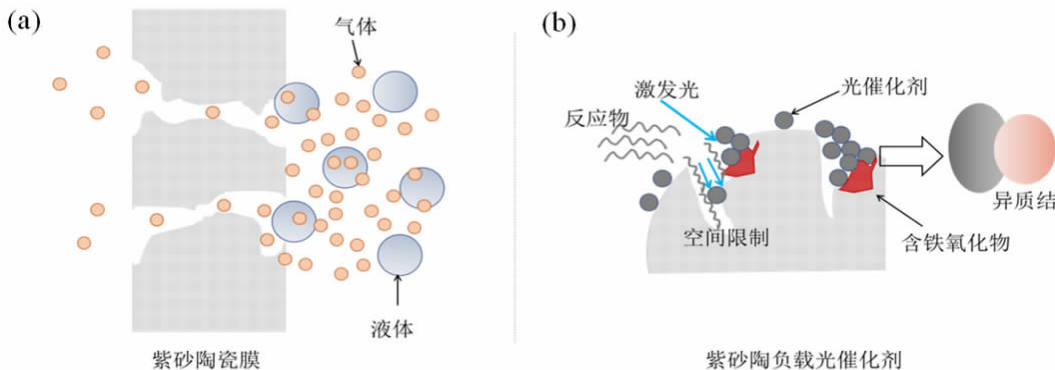 (a)
气体
液体
紫砂陶瓷膜
(b)
激发光
光催化剂
反应物
空间限制
异质结
含铁氧化物
紫砂陶负载光催化剂